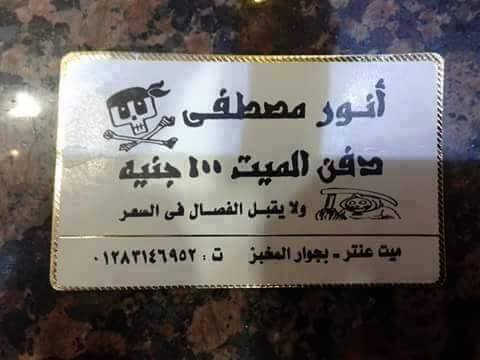 أنور مصطفى
دفن الميت ١٠٠ جنيه
ولا يقبل الفصال فى السعر
ميت عنتر - بجوار المخبز ت : ٠١٢٨٣١٤٦٩٥٢